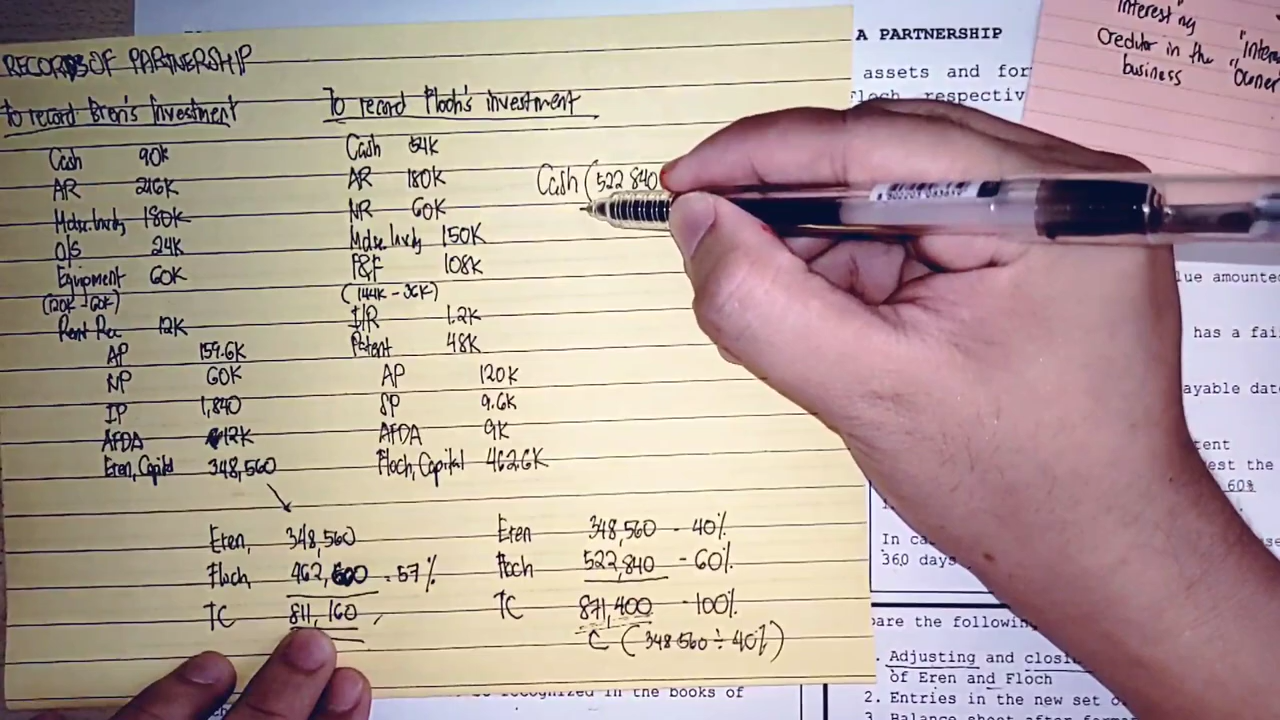 RECORDS OF PARTNERSHIP
To record Eren's Investment
Cash 90K
AR 216K
Mdse. Invty 180K
O/S 24K
Equipment 60K
(120K - 60K)
Rent Rec 12K
AP 159.6K
NP 60K
IP 1,840
AFDA 12K
Eren, Capital 348,560
To record Floch's investment
Cash 54K
AR 180K
NR 60K
Mdse. Invty 150K
F&F 108K
(144K - 36K)
I/R 1.2K
Patent 48K
AP 120K
SP 9.6K
AFDA 9K
Floch, Capital 462.6K
Cash (522 840
Eren, 348,560
Floch, 462,600 = 57%
TC 811,160
Eren 348,560 - 40%
Floch 522,840 - 60%
TC 871,400 - 100%
(348 560 ÷ 40%)
A PARTNERSHIP
assets and for
Floch, respectiv
interesting
Creditor in the
business
"owner
lue amounted
has a fai
ayable date
tent
est the
60%
In ca
360 days
pare the following
Adjusting and closi
of Eren and Floch
2. Entries in the new set o
3. Balance sheet after forma
recognized in the books of